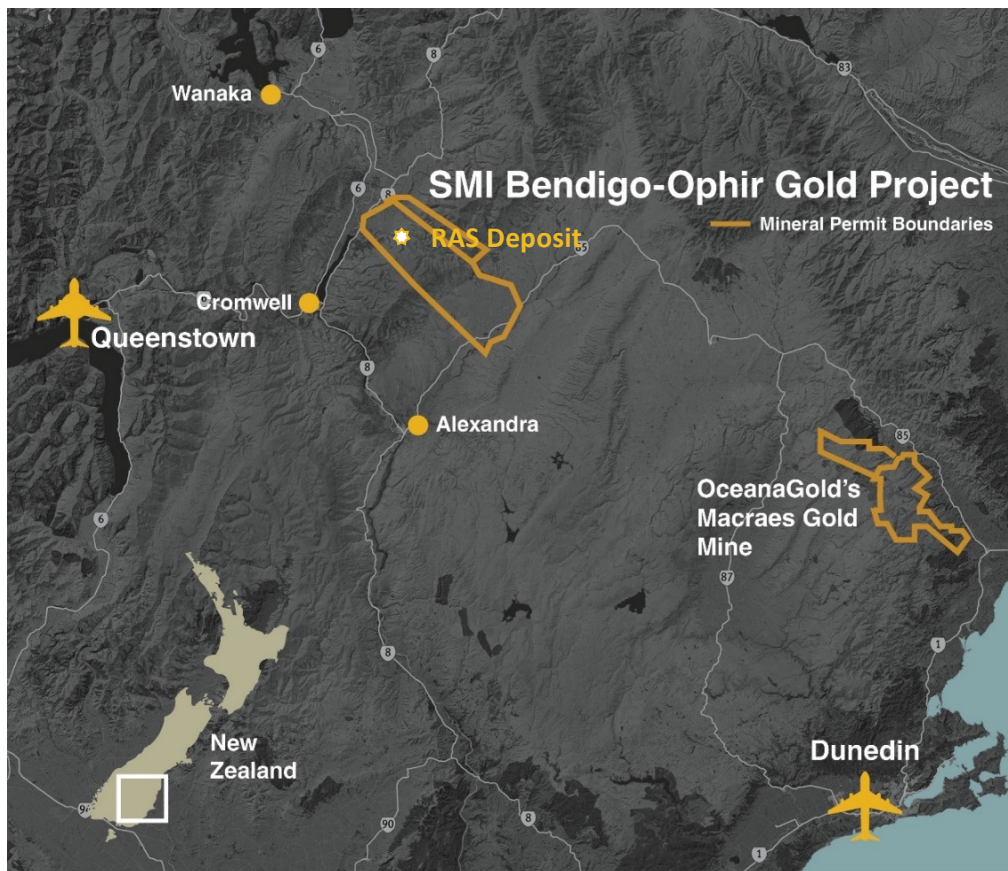 6
8
83
Wanaka
6
8
SMI Bendigo-Ophir Gold Project
Mineral Permit Boundaries
RAS Deposit
85
Cromwell
Queenstown
8
Alexandra
85
OceanaGold's
Macraes Gold
Mine
6
87
1
8
New
Zealand
Dunedin
90
8
1